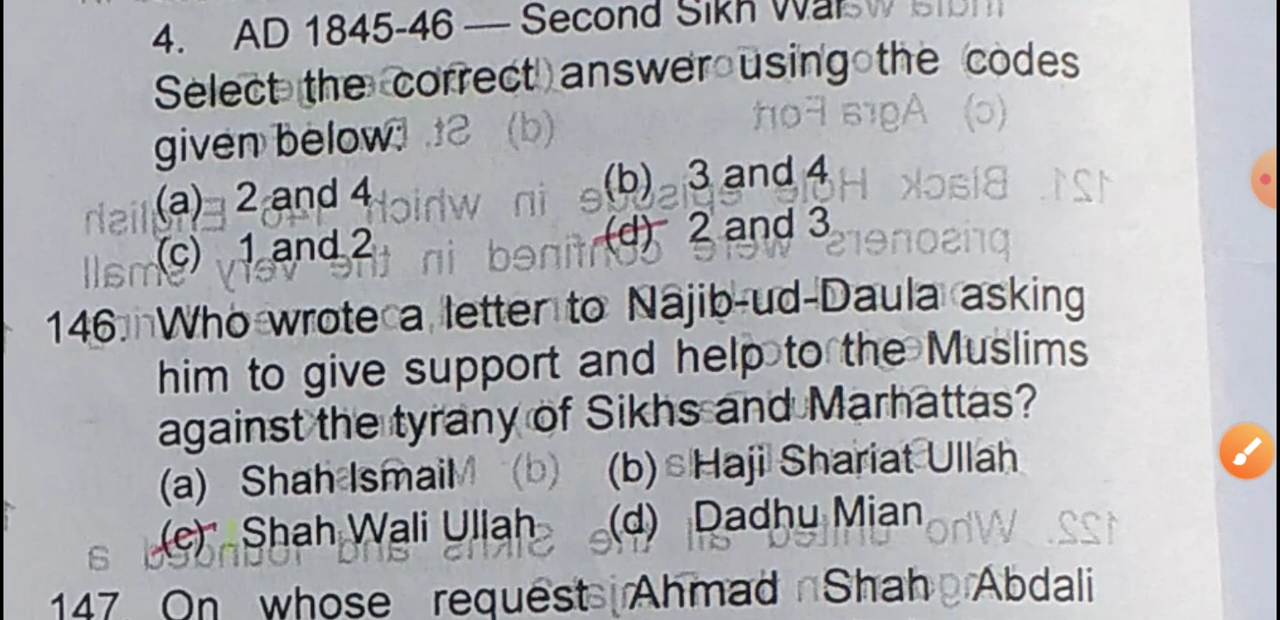 4. AD 1845-46 — Second Sikh War
Select the correct answer using the codes
given below:
(a) 2 and 4 (b) 3 and 4
(c) 1 and 2 (d) 2 and 3
146. Who wrote a letter to Najib-ud-Daula asking
him to give support and help to the Muslims
against the tyrany of Sikhs and Marhattas?
(a) Shah Ismail (b) Haji Shariat Ullah
(c) Shah Wali Ullah (d) Dadhu Mian
147. On whose request Ahmad Shah Abdali